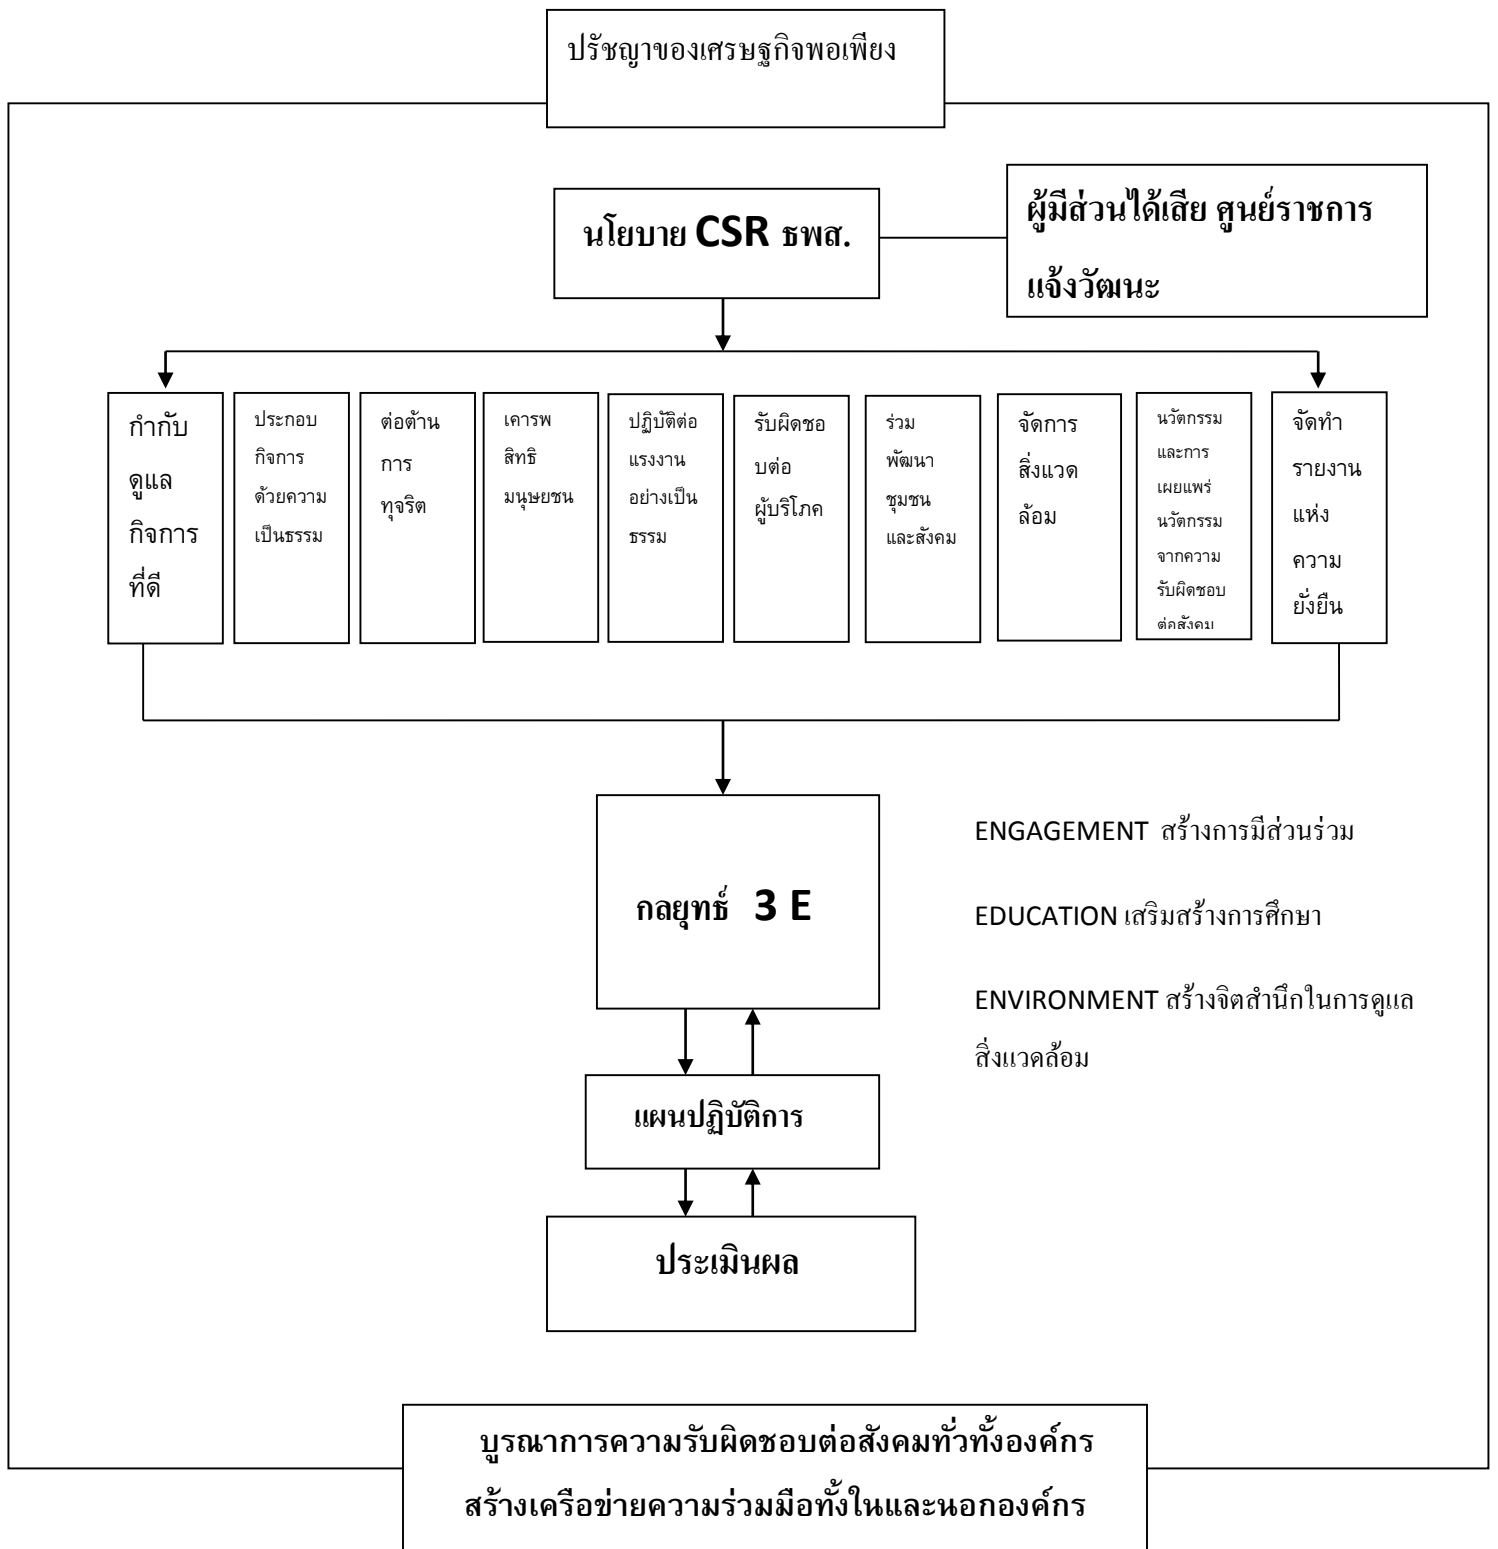 ปรัชญาของเศรษฐกิจพอเพียง
นโยบาย CSR ธพส.
ผู้มีส่วนได้เสีย ศูนย์ราชการ
แจ้งวัฒนะ
กำกับ
ดูแล
กิจการ
ที่ดี
ประกอบ
กิจการ
ด้วยความ
เป็นธรรม
ต่อต้าน
การ
ทุจริต
เคารพ
สิทธิ
มนุษยชน
ปฏิบัติต่อ
แรงงาน
อย่างเป็น
ธรรม
รับผิดชอ
บต่อ
ผู้บริโภค
ร่วม
พัฒนา
ชุมชน
และสังคม
จัดการ
สิ่งแวด
ล้อม
นวัตกรรม
และการ
เผยแพร่
นวัตกรรม
จากความ
รับผิดชอบ
ต่อสังคม
จัดทำ
รายงาน
แห่ง
ความ
ยั่งยืน
กลยุทธ์ 3 E
ENGAGEMENT สร้างการมีส่วนร่วม
EDUCATION เสริมสร้างการศึกษา
ENVIRONMENT สร้างจิตสำนึกในการดูแล
สิ่งแวดล้อม
แผนปฏิบัติการ
ประเมินผล
บูรณาการความรับผิดชอบต่อสังคมทั่วทั้งองค์กร
สร้างเครือข่ายความร่วมมือทั้งในและนอกองค์กร